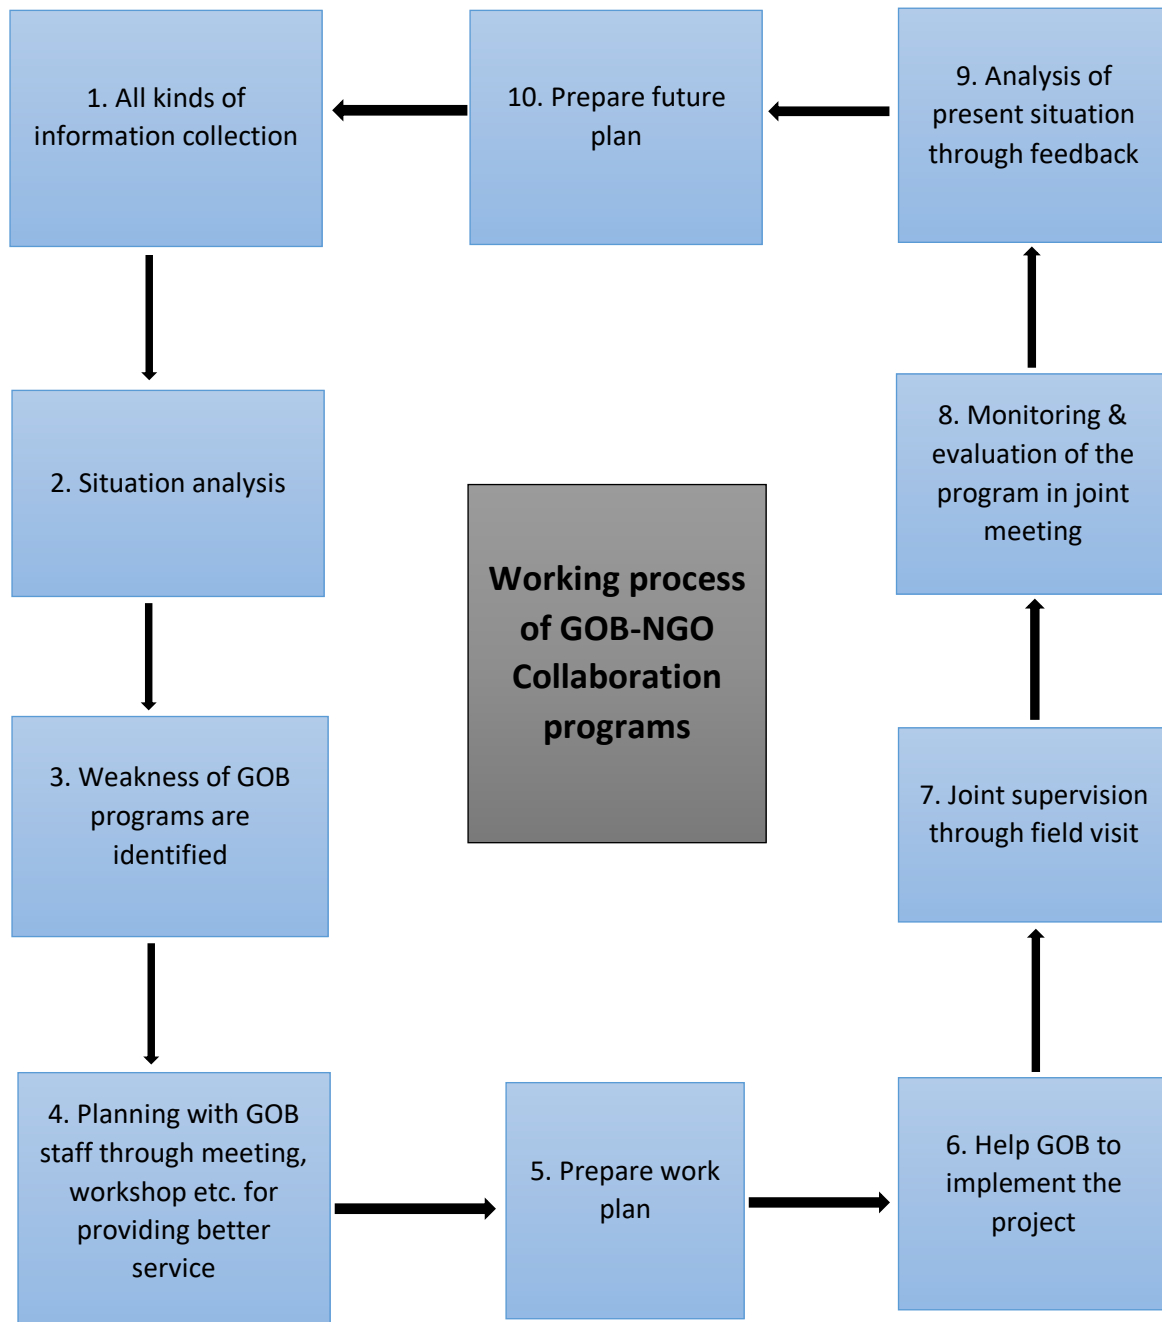 1. All kinds of
information collection
2. Situation analysis
3. Weakness of GOB
programs are
identified
4. Planning with GOB
staff through meeting,
workshop etc. for
providing better
service
5. Prepare work
plan
6. Help GOB to
implement the
project
7. Joint supervision
through field visit
8. Monitoring &
evaluation of the
program in joint
meeting
9. Analysis of
present situation
through feedback
10. Prepare future
plan
Working process
of GOB-NGO
Collaboration
programs